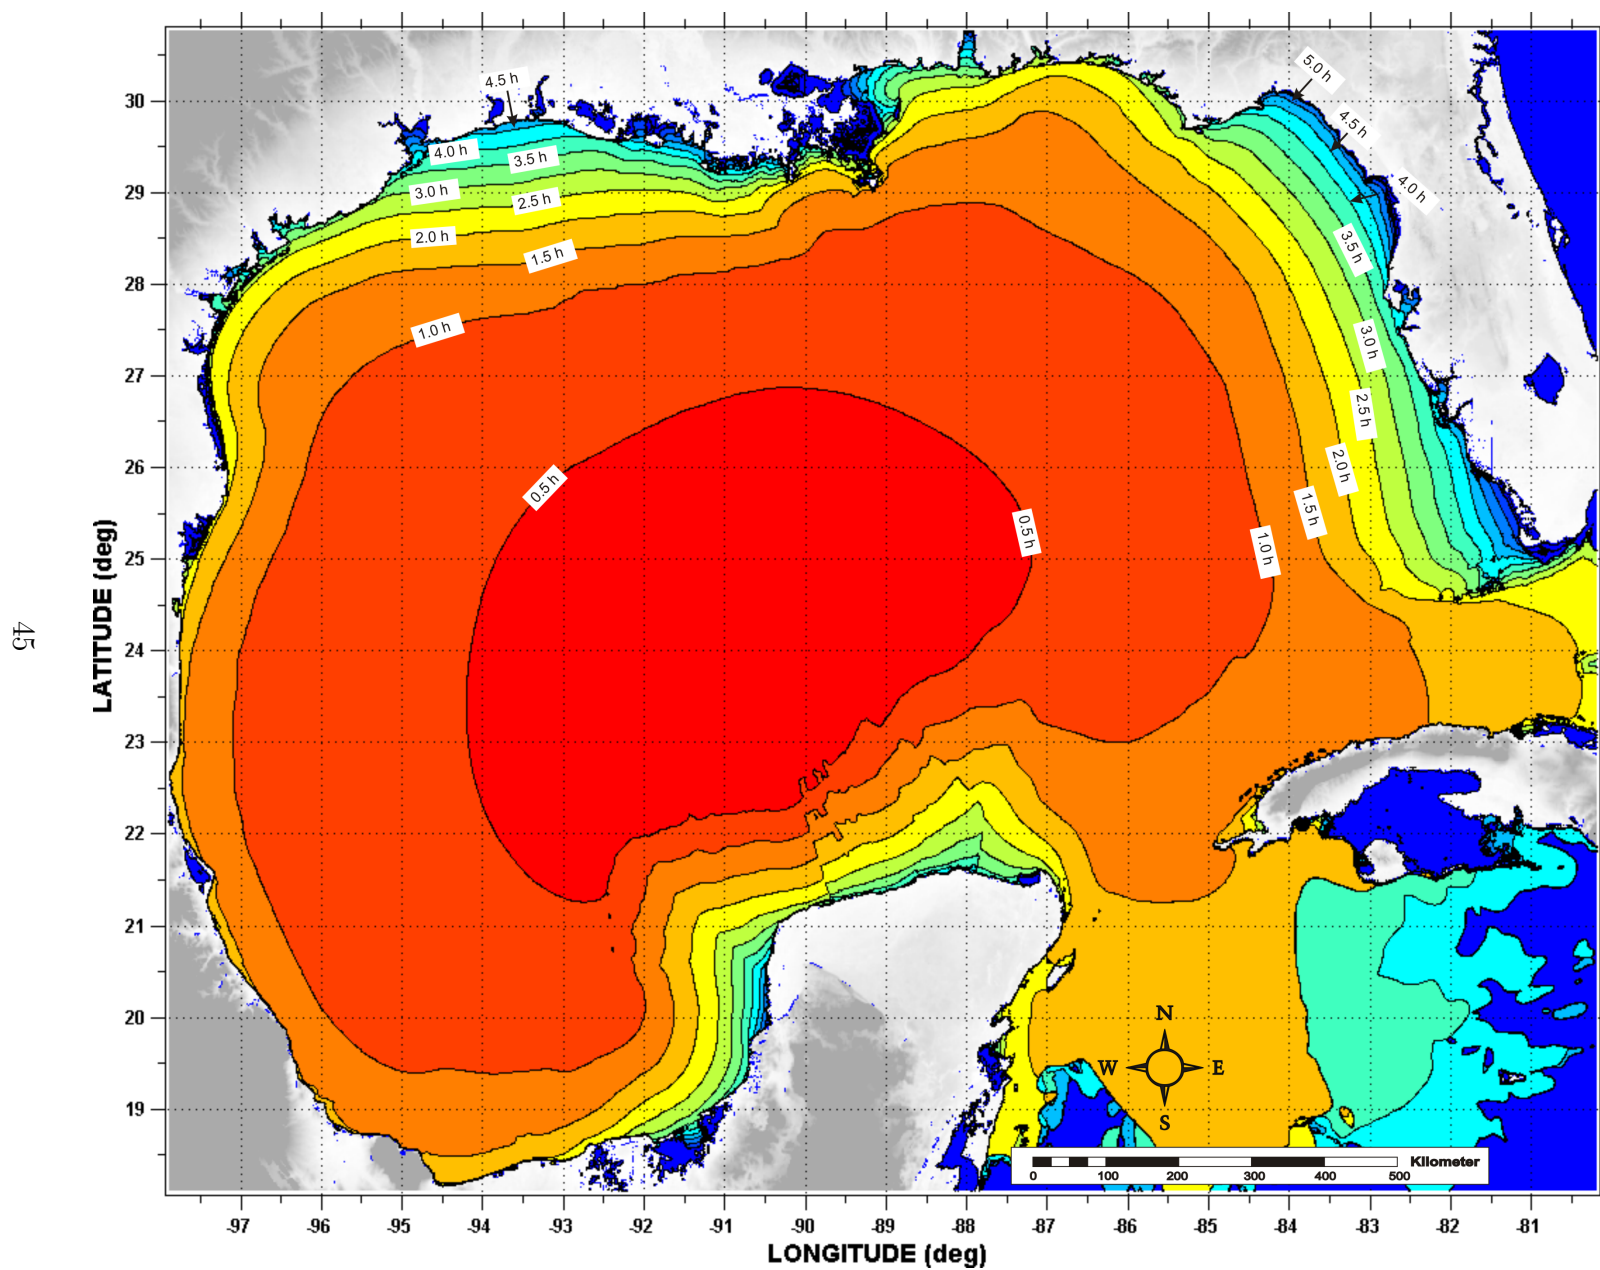 45
LATITUDE (deg)
30
29
28
27
26
25
24
23
22
21
20
19
4.5 h
4.0 h
3.5 h
3.0 h
2.5 h
2.0 h
1.5 h
1.0 h
0.5 h
5.0 h
4.5 h
4.0 h
3.5 h
3.0 h
2.5 h
2.0 h
1.5 h
1.0 h
0.5 h
N
W E
S
Kilometer
0 100 200 300 400 500
-97 -96 -95 -94 -93 -92 -91 -90 -89 -88 -87 -86 -85 -84 -83 -82 -81
LONGITUDE (deg)